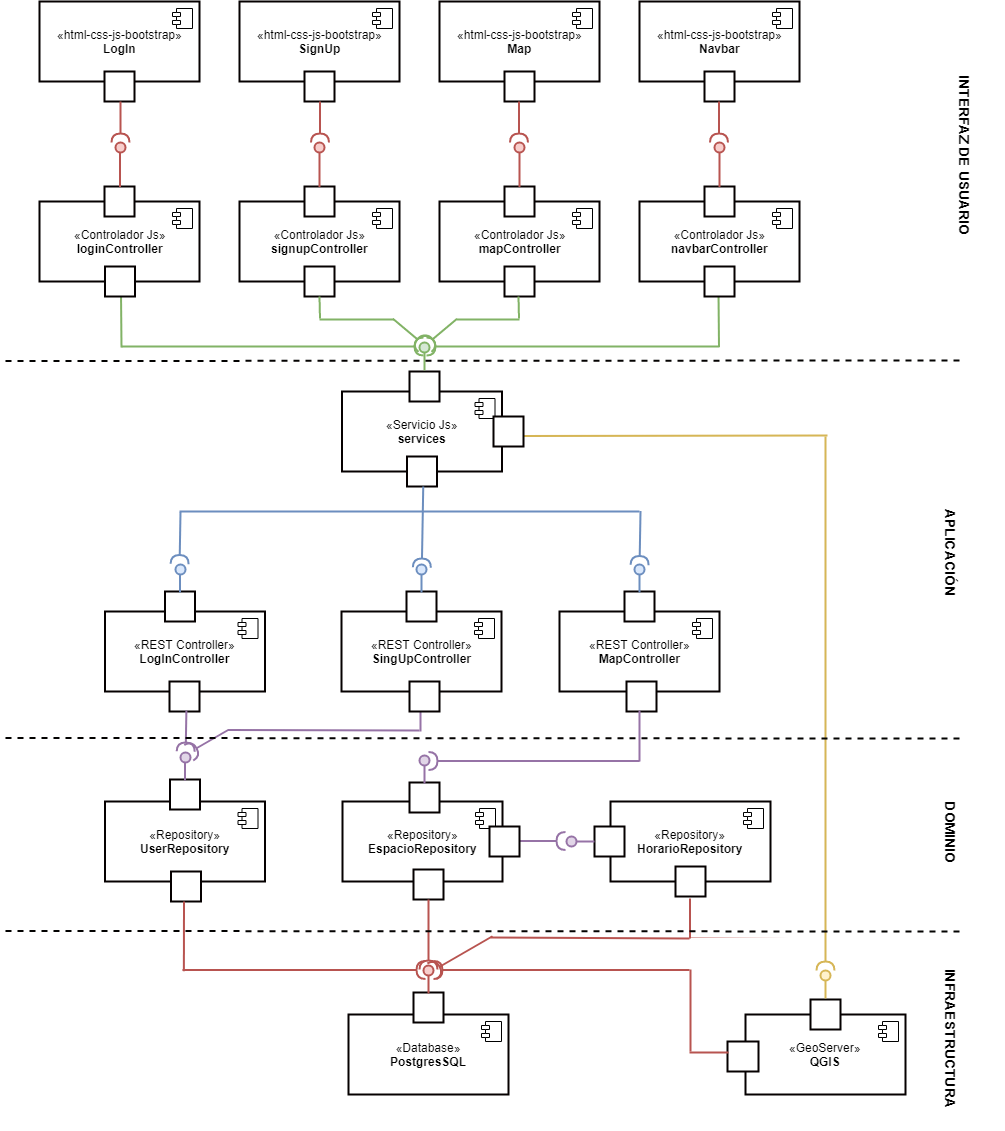 «html-css-js-bootstrap»
LogIn
«html-css-js-bootstrap»
SignUp
«html-css-js-bootstrap»
Map
«html-css-js-bootstrap»
Navbar
INTERFAZ DE USUARIO
«Controlador Js»
loginController
«Controlador Js»
signupController
«Controlador Js»
mapController
«Controlador Js»
navbarController
«Servicio Js»
services
APLICACIÓN
«REST Controller»
LogInController
«REST Controller»
SingUpController
«REST Controller»
MapController
DOMINIO
«Repository»
UserRepository
«Repository»
EspacioRepository
«Repository»
HorarioRepository
INFRAESTRUCTURA
«Database»
PostgresSQL
«GeoServer»
QGIS